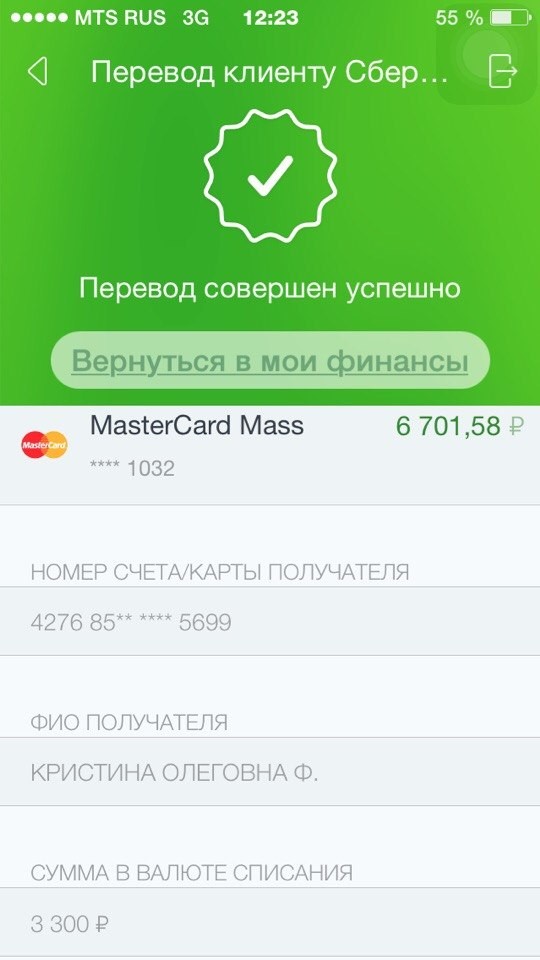 MTS RUS 3G 12:23 55 %
Перевод клиенту Сбер...
Перевод совершен успешно
Вернуться в мои финансы
MasterCard Mass 6 701,58 ₽
MasterCard
**** 1032
НОМЕР СЧЕТА/КАРТЫ ПОЛУЧАТЕЛЯ
4276 85** **** 5699
ФИО ПОЛУЧАТЕЛЯ
КРИСТИНА ОЛЕГОВНА Ф.
СУММА В ВАЛЮТЕ СПИСАНИЯ
3 300 ₽